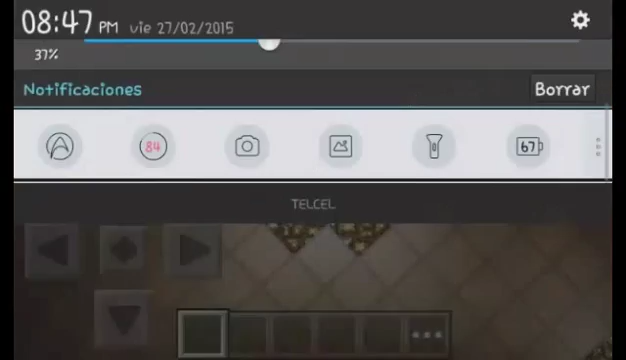 08:47 PM vie 27/02/2015
37%
Notificaciones Borrar
84 67
TELCEL